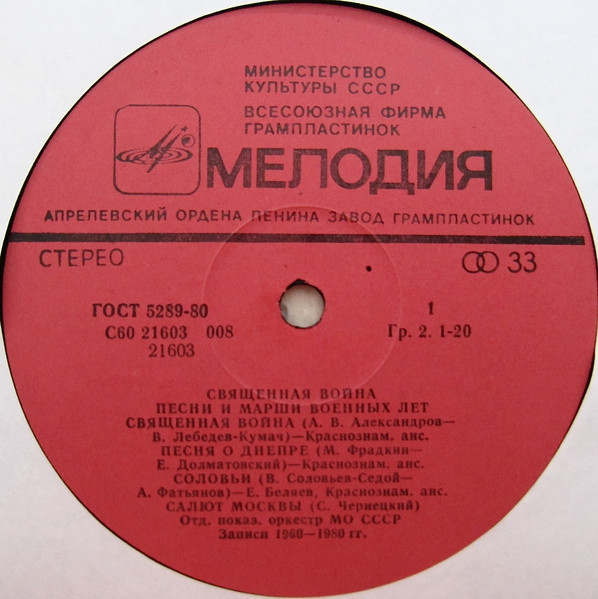 МИНИСТЕРСТВО
КУЛЬТУРЫ СССР
ВСЕСОЮЗНАЯ ФИРМА
ГРАМПЛАСТИНОК
МЕЛОДИЯ
АПРЕЛЕВСКИЙ ОРДЕНА ЛЕНИНА ЗАВОД ГРАМПЛАСТИНОК
СТЕРЕО
33
ГОСТ 5289-80
1
С60 21603 008
Гр. 2. 1-20
21603
СВЯЩЕННАЯ ВОЙНА
ПЕСНИ И МАРШИ ВОЕННЫХ ЛЕТ
СВЯЩЕННАЯ ВОЙНА (А. В. Александров—
В. Лебедев-Кумач)—Краснознам. анс.
ПЕСНЯ О ДНЕПРЕ (М. Фрадкин—
Е. Долматовский)—Краснознам. анс.
СОЛОВЬИ (В. Соловьев-Седой—
А. Фатьянов)—Е. Беляев, Краснознам. анс.
САЛЮТ МОСКВЫ (С. Чернецкий)
Отд. показ. оркестр МО СССР
Записи 1960—1980 гг.